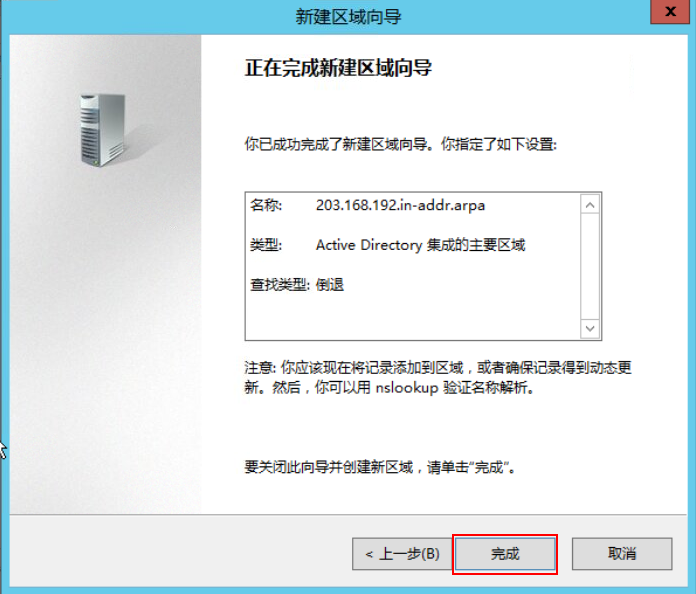 新建区域向导
x
正在完成新建区域向导
你已成功完成了新建区域向导。你指定了如下设置:
名称: 203.168.192.in-addr.arpa
类型: Active Directory 集成的主要区域
查找类型: 倒退
注意: 你应该现在将记录添加到区域，或者确保记录得到动态更
新。然后，你可以用 nslookup 验证名称解析。
要关闭此向导并创建新区域，请单击"完成"。
< 上一步(B)
完成
取消